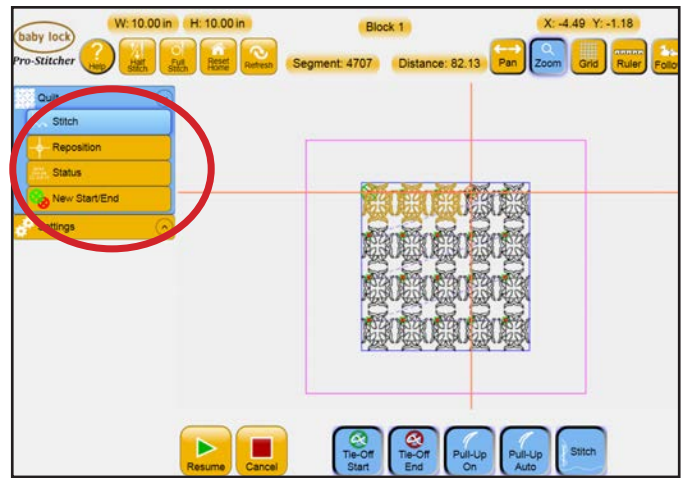 baby lock
Pro-Stitcher
W: 10.00 in H: 10.00 in
Block 1
X: -4.49 Y: -1.18
Help
Half Stitch
Full Stitch
Reset Home
Refresh
Segment: 4707
Distance: 82.13
Pan
Zoom
Grid
Ruler
Follo
Quilt
Stitch
Reposition
Status
New Start/End
Settings
Resume
Cancel
Tie-Off Start
Tie-Off End
Pull-Up On
Pull-Up Auto
Stitch